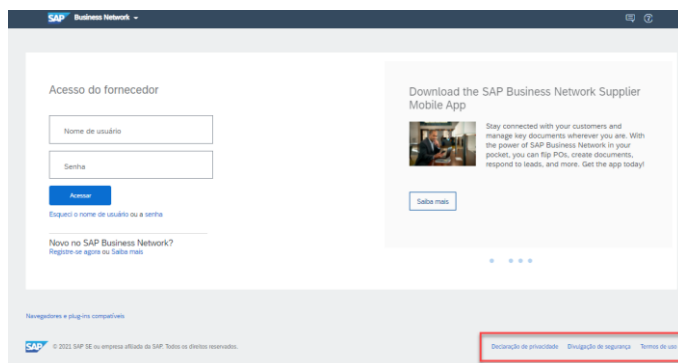 SAP Business Network
Acesso do fornecedor
Nome de usuário
Senha
Acessar
Esqueci o nome de usuário ou a senha
Novo no SAP Business Network?
Registre-se agora ou Saiba mais
Download the SAP Business Network Supplier
Mobile App
Stay connected with your customers and
manage key documents wherever you are. With
the power of SAP Business Network in your
pocket, you can flip POs, create documents,
respond to leads, and more. Get the app today!
Saiba mais
Navegadores e plug-ins compatíveis
SAP © 2021 SAP SE ou empresa afiliada da SAP. Todos os direitos reservados.
Declaração de privacidade Divulgação de segurança Termos de uso